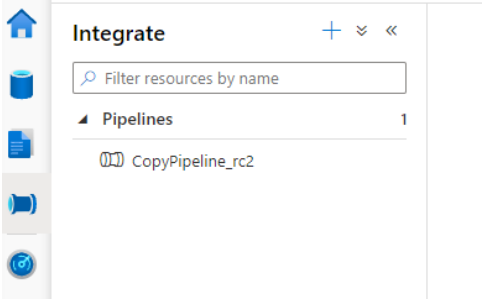 Integrate
Filter resources by name
Pipelines 1
CopyPipeline_rc2